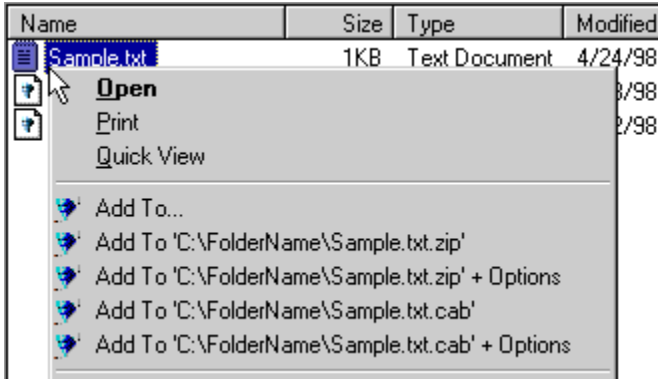 Name Size Type Modified
Sample.txt 1KB Text Document 4/24/98
Open /98
Print /98
Quick View
Add To...
Add To 'C:\FolderName\Sample.txt.zip'
Add To 'C:\FolderName\Sample.txt.zip' + Options
Add To 'C:\FolderName\Sample.txt.cab'
Add To 'C:\FolderName\Sample.txt.cab' + Options